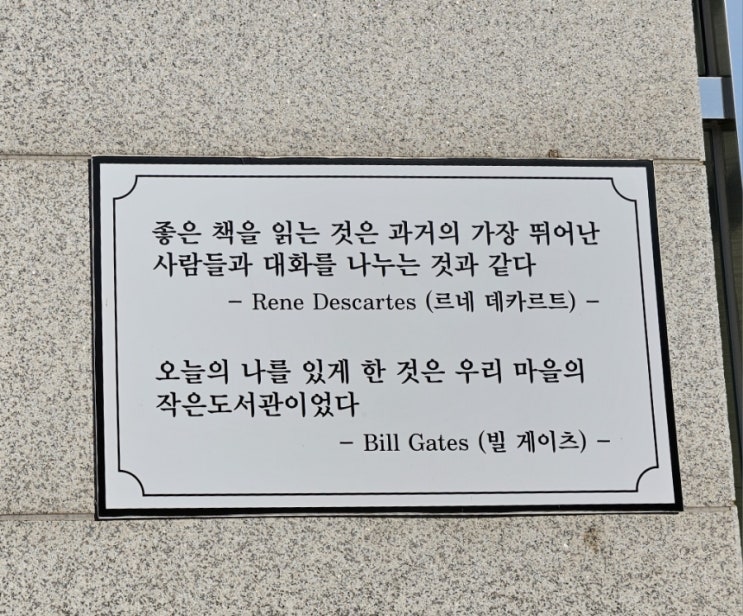 좋은 책을 읽는 것은 과거의 가장 뛰어난
사람들과 대화를 나누는 것과 같다
– Rene Descartes (르네 데카르트) –
오늘의 나를 있게 한 것은 우리 마을의
작은도서관이었다
– Bill Gates (빌 게이츠) –